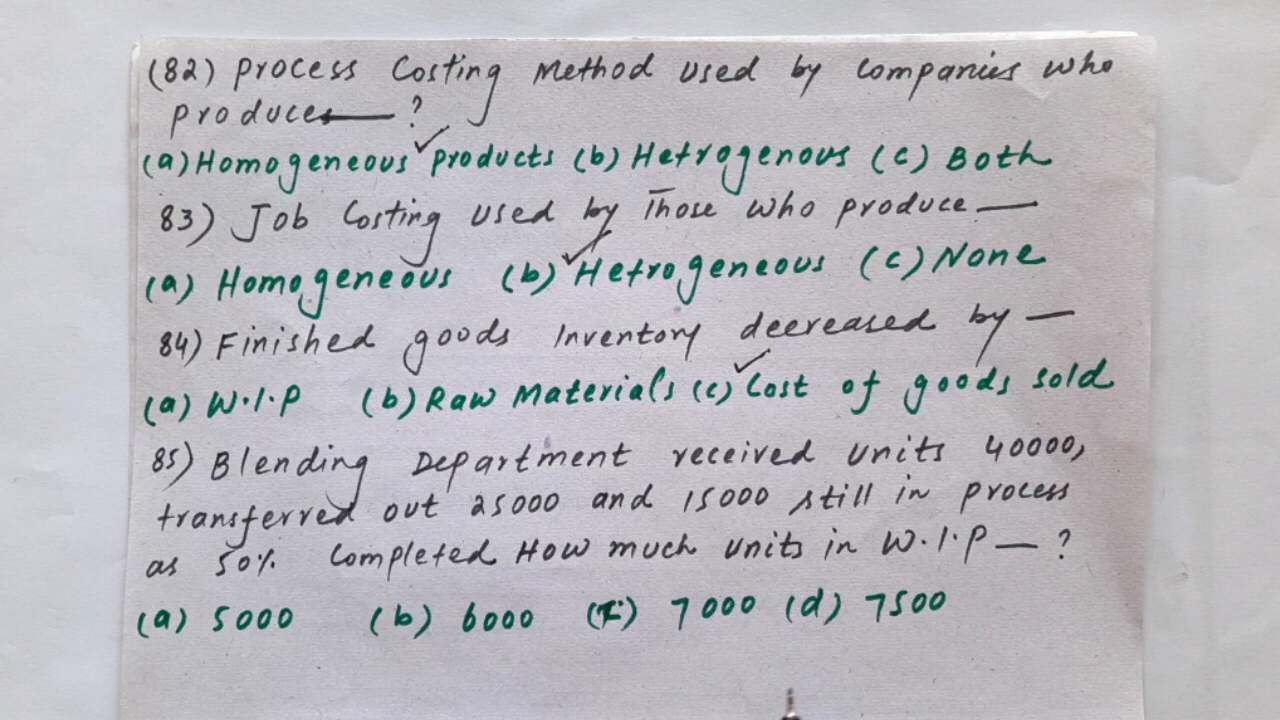 (82) Process Costing Method used by Companies who
produces— ?
(a) Homogeneous products (b) Hetrogenous (c) Both
83) Job Costing used by Those who produce—
(a) Homogeneous (b) Hetrogeneous (c) None
84) Finished goods Inventory decreased by —
(a) W.I.P (b) Raw Materials (c) Cost of goods sold
85) Blending Department received units 40000,
transferred out 25000 and 15000 still in process
as 50% Completed How much units in W.I.P — ?
(a) 5000 (b) 6000 (c) 7000 (d) 7500